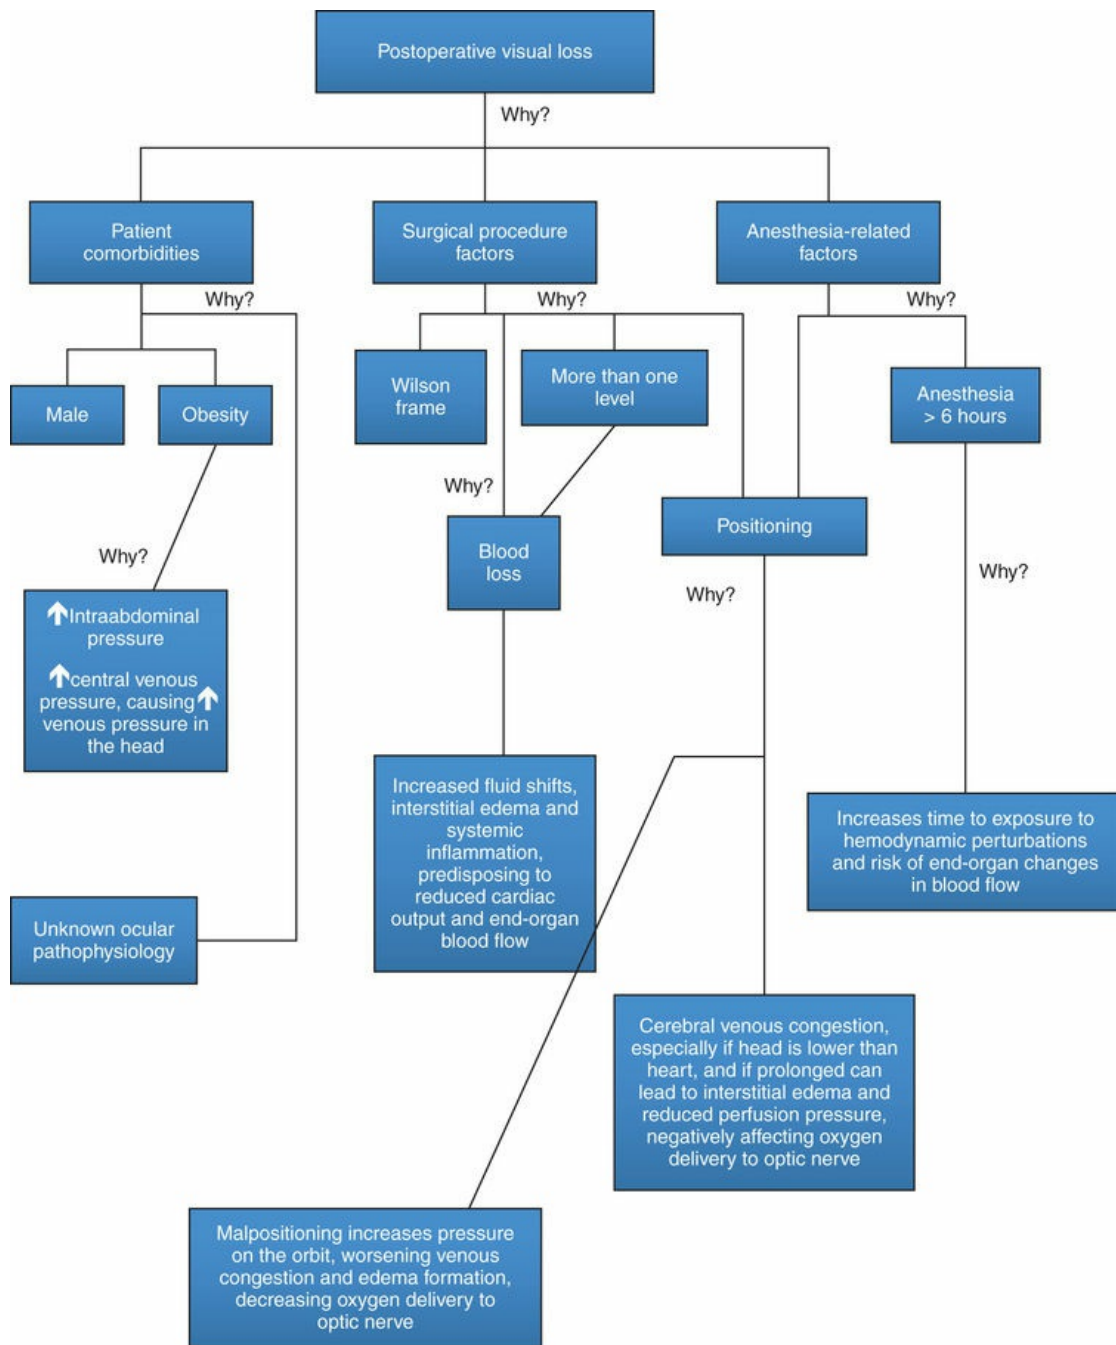 Postoperative visual loss
Why?
Patient
comorbidities
Surgical procedure
factors
Anesthesia-related
factors
Why?
Why?
Why?
Male
Obesity
Wilson
frame
More than one
level
Anesthesia
> 6 hours
Why?
Blood
loss
Positioning
Why?
Why?
Why?
↑Intraabdominal
pressure
↑central venous
pressure, causing↑
venous pressure in
the head
Increased fluid shifts,
interstitial edema and
systemic
inflammation,
predisposing to
reduced cardiac
output and end-organ
blood flow
Increases time to exposure to
hemodynamic perturbations
and risk of end-organ changes
in blood flow
Unknown ocular
pathophysiology
Cerebral venous congestion,
especially if head is lower than
heart, and if prolonged can
lead to interstitial edema and
reduced perfusion pressure,
negatively affecting oxygen
delivery to optic nerve
Malpositioning increases pressure
on the orbit, worsening venous
congestion and edema formation,
decreasing oxygen delivery to
optic nerve